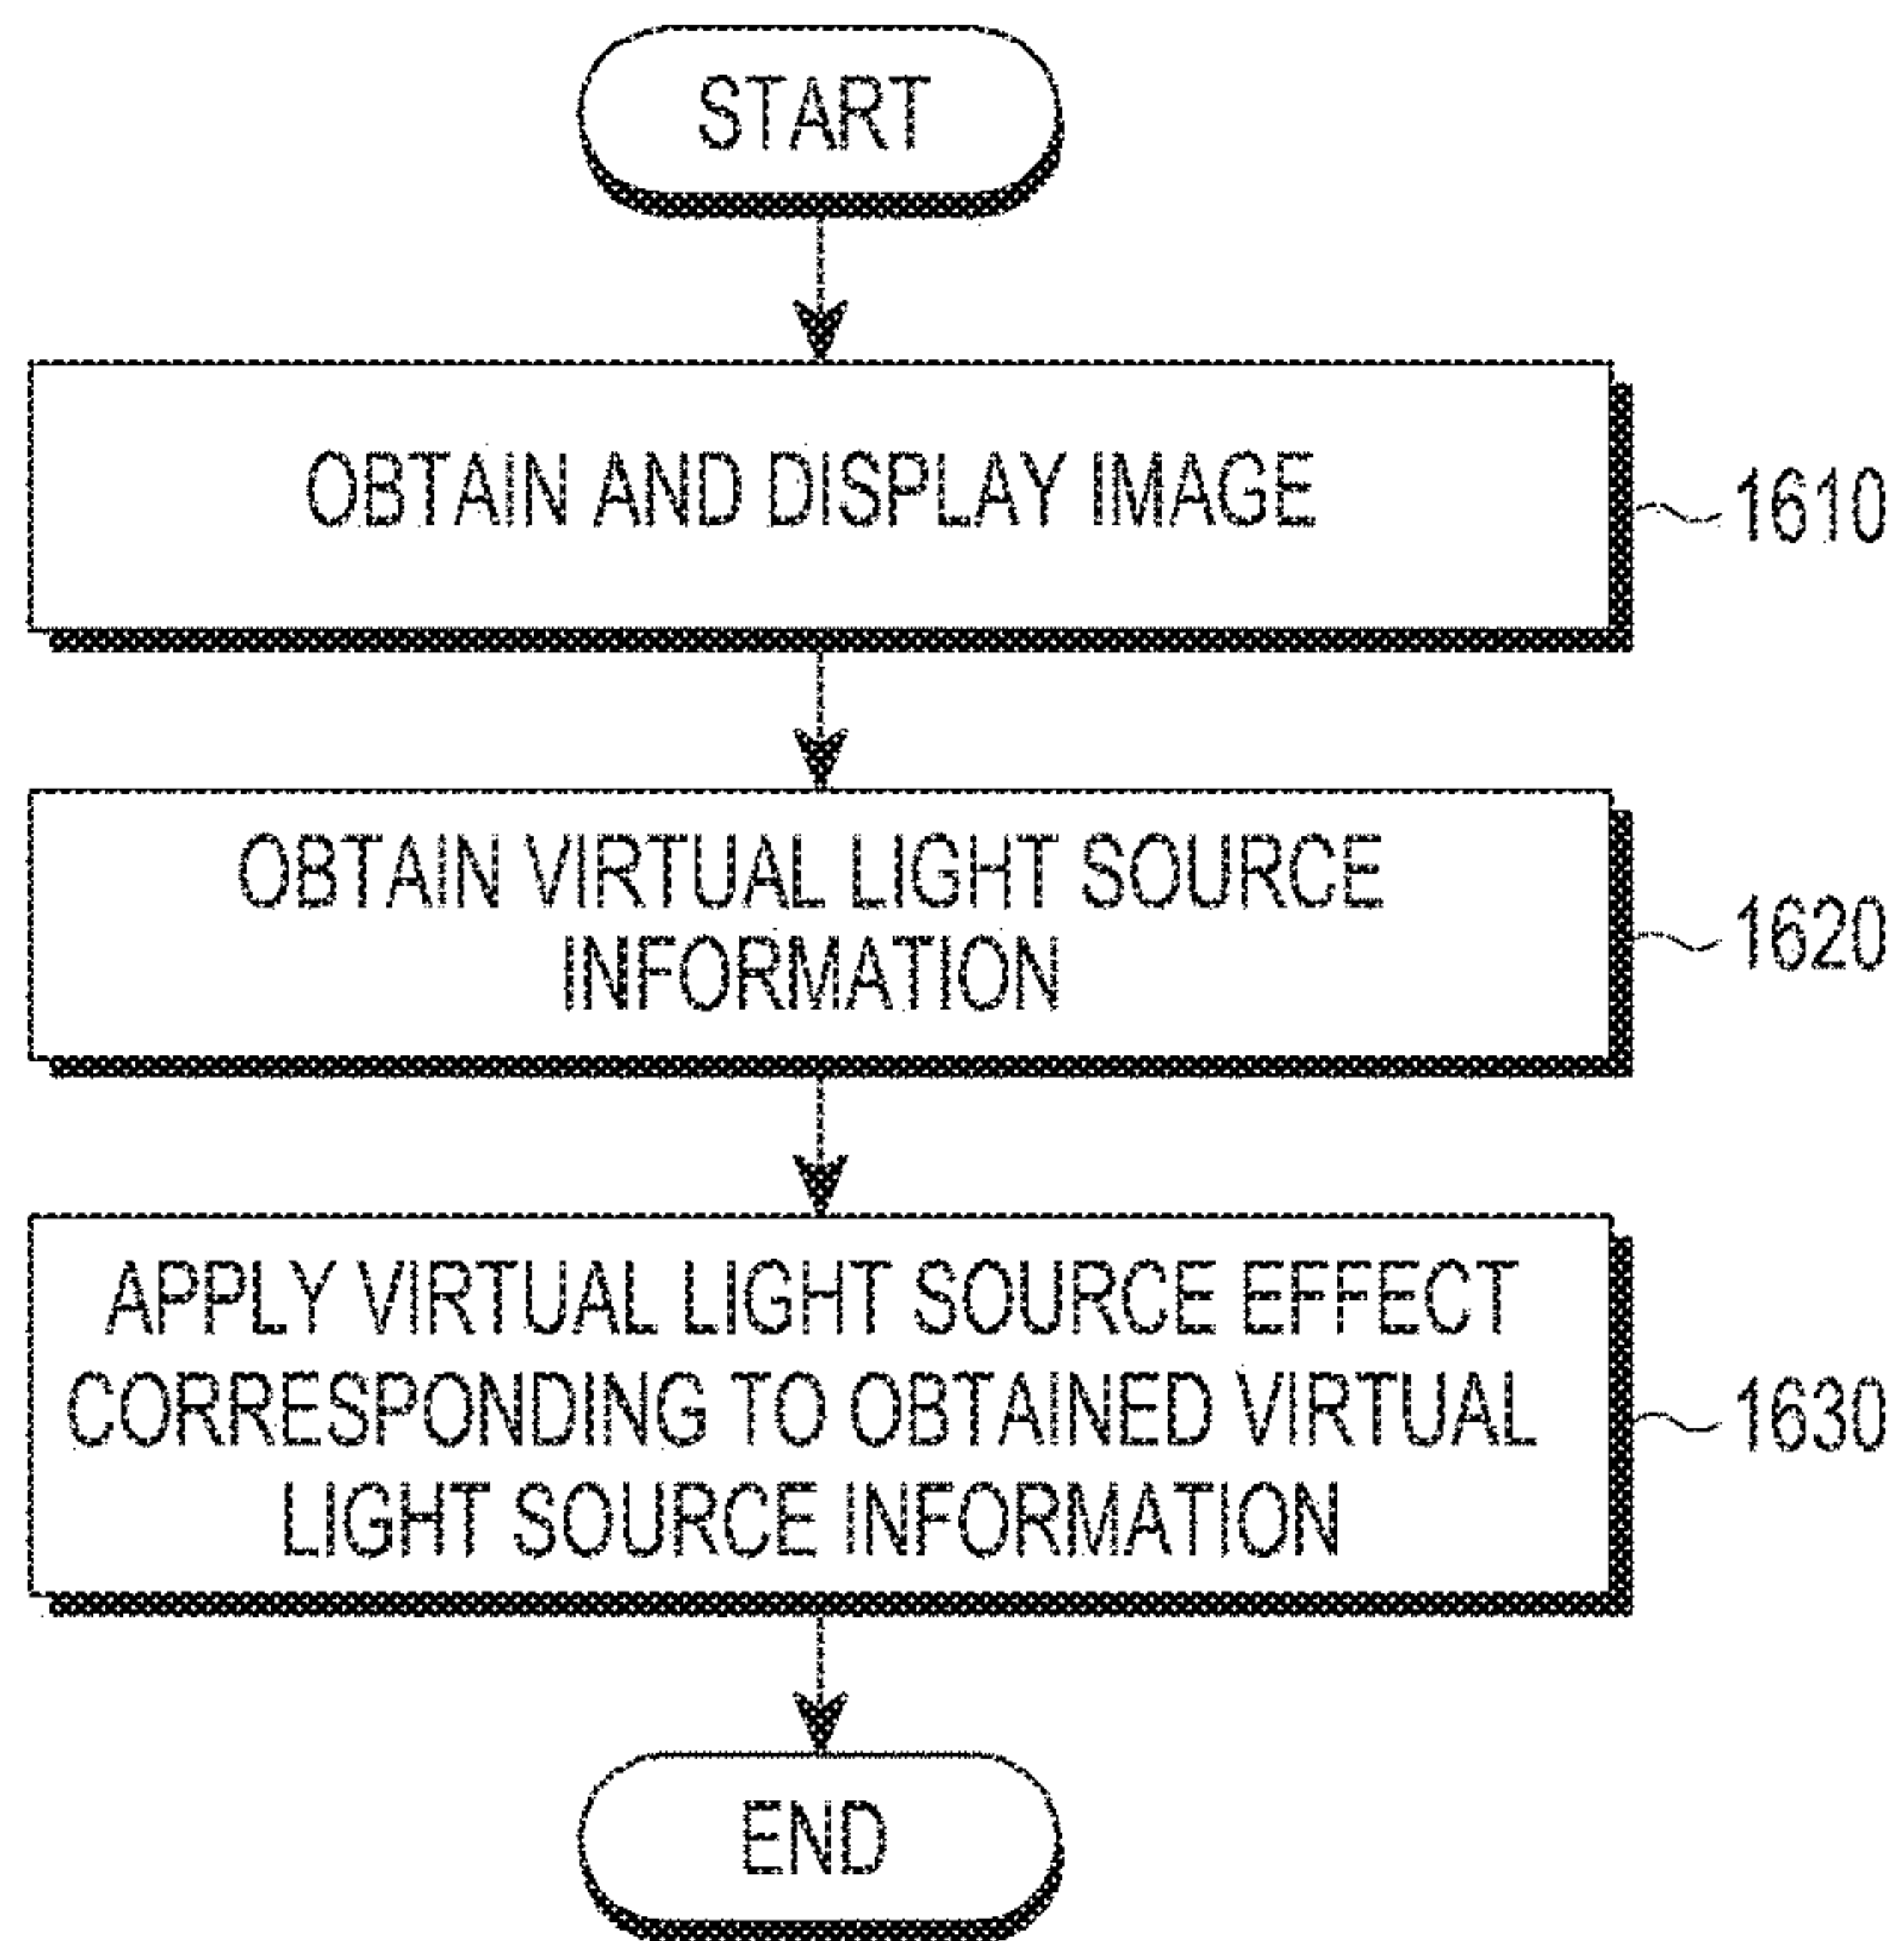 START
OBTAIN AND DISPLAY IMAGE
1610
OBTAIN VIRTUAL LIGHT SOURCE
INFORMATION
1620
APPLY VIRTUAL LIGHT SOURCE EFFECT
CORRESPONDING TO OBTAINED VIRTUAL
LIGHT SOURCE INFORMATION
1630
END